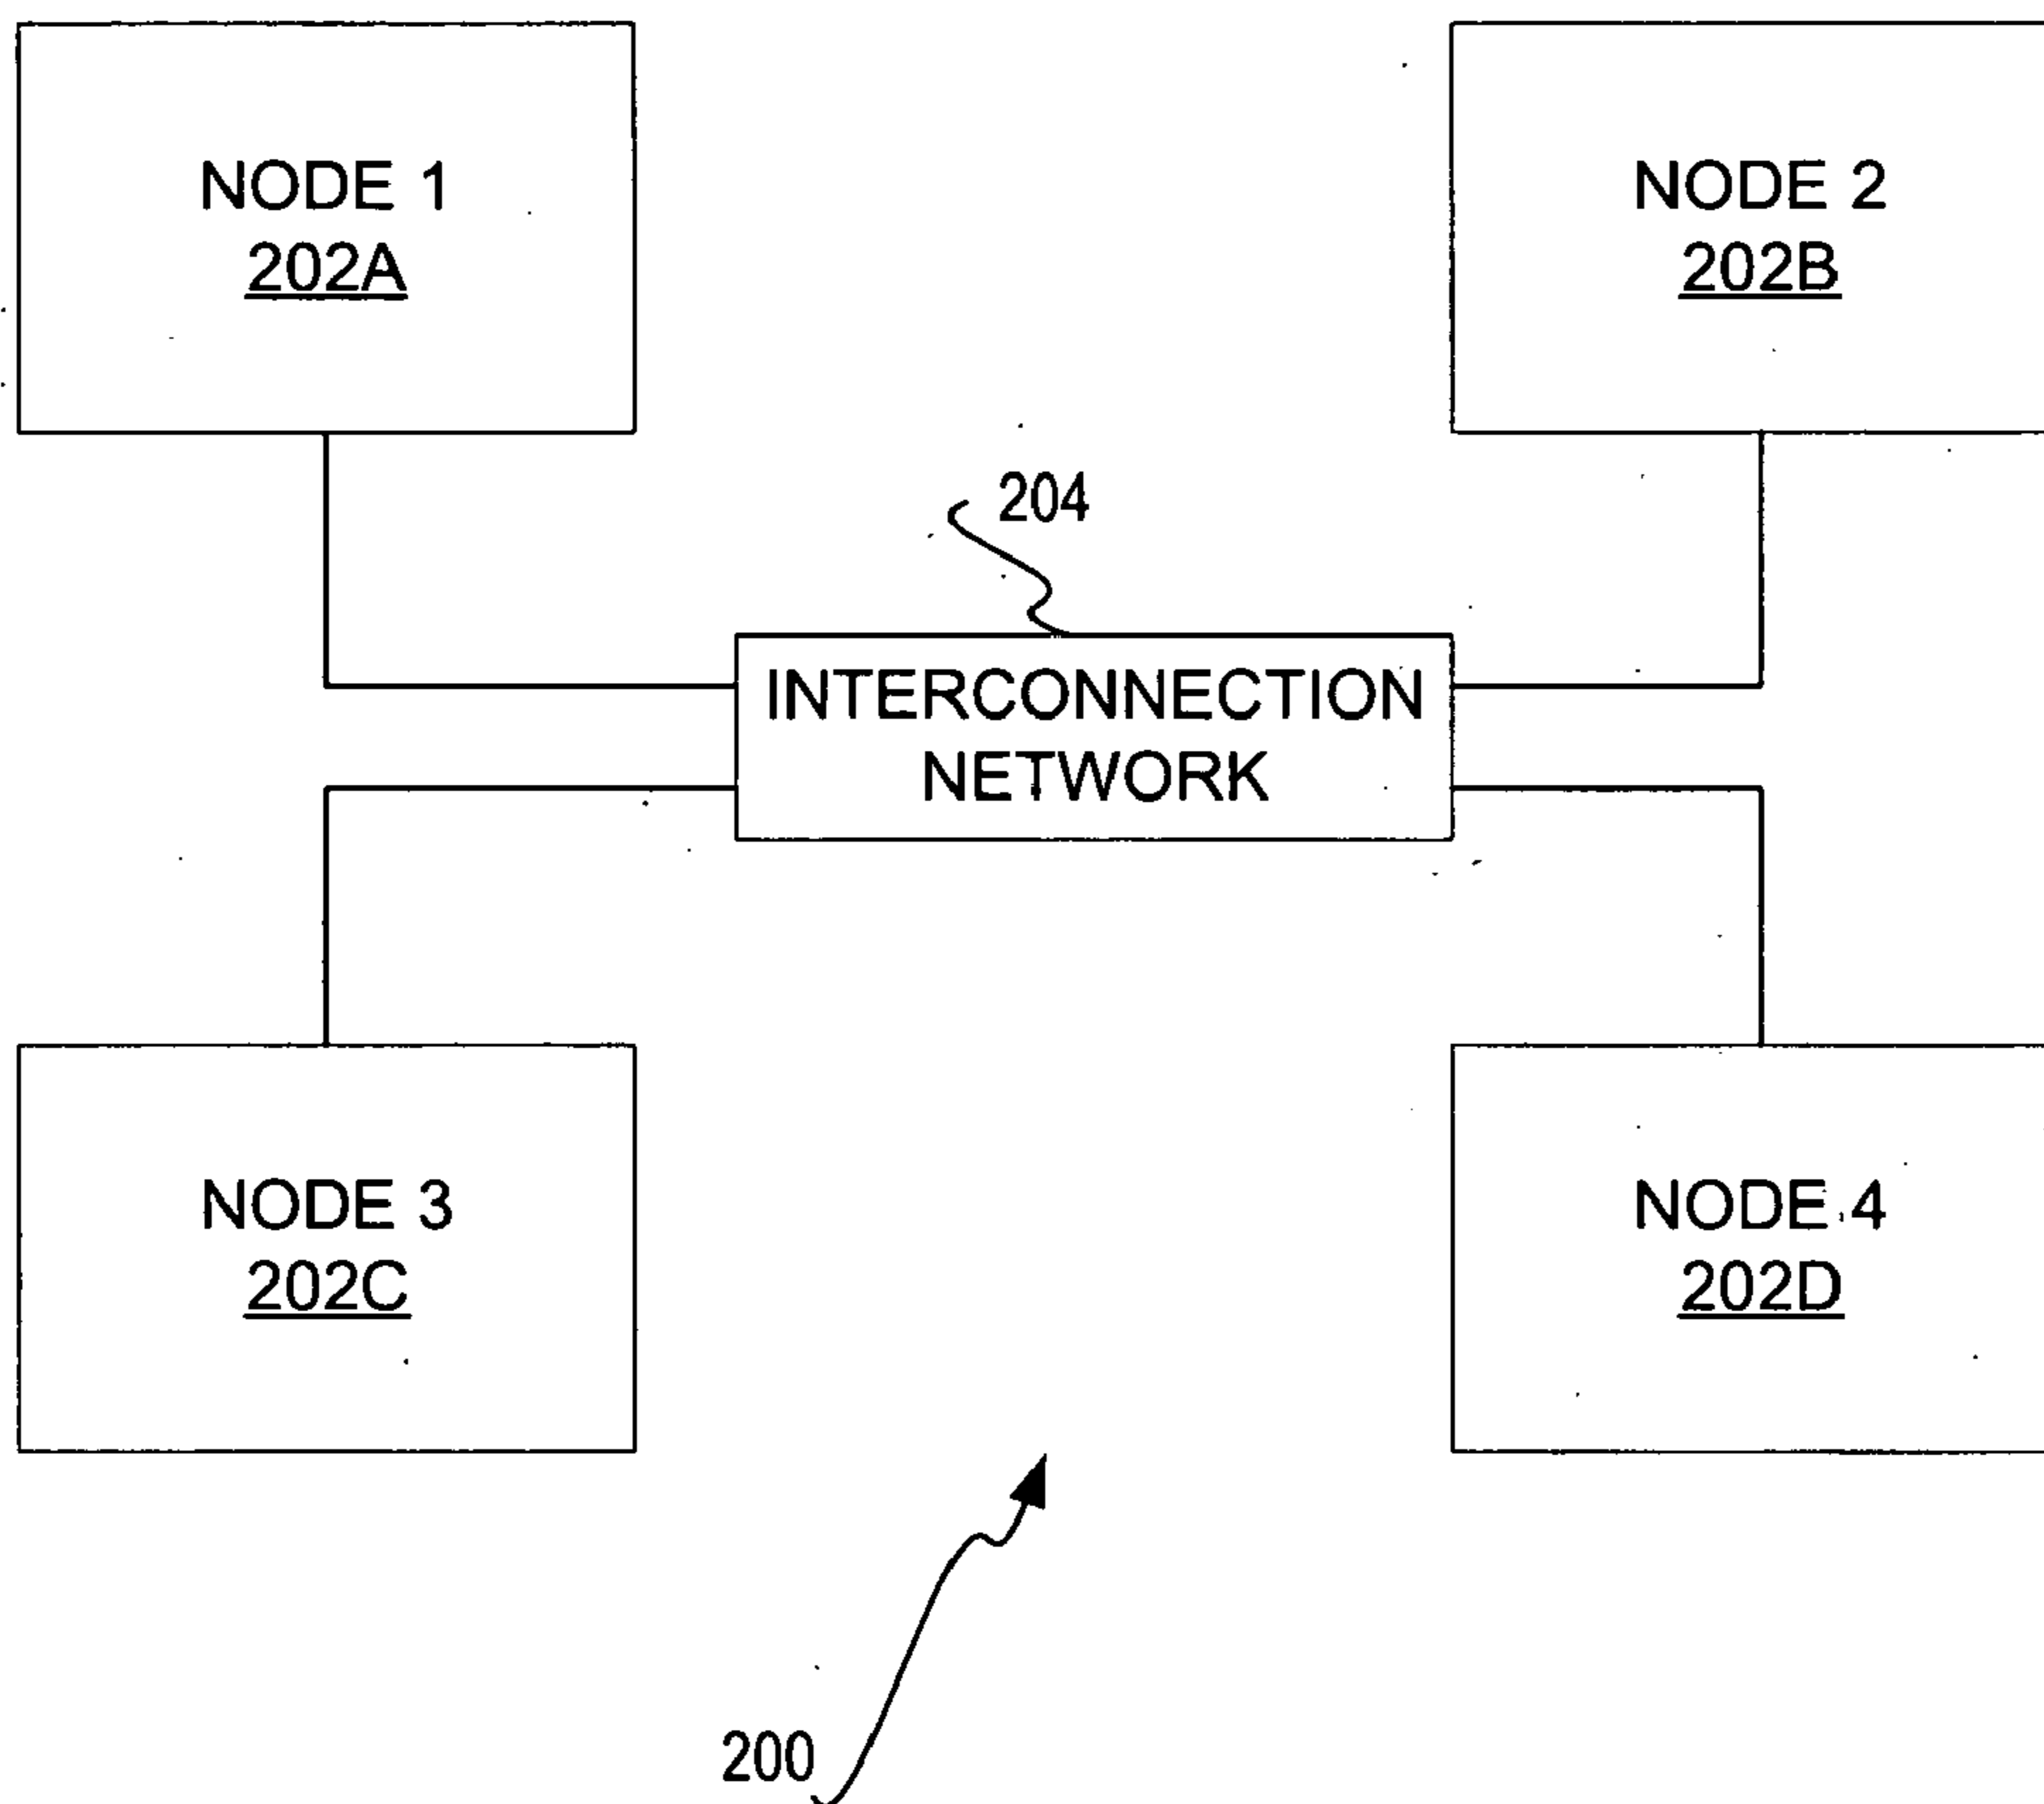 NODE 1
202A
NODE 2
202B
204
INTERCONNECTION
NETWORK
NODE 3
202C
NODE 4
202D
200